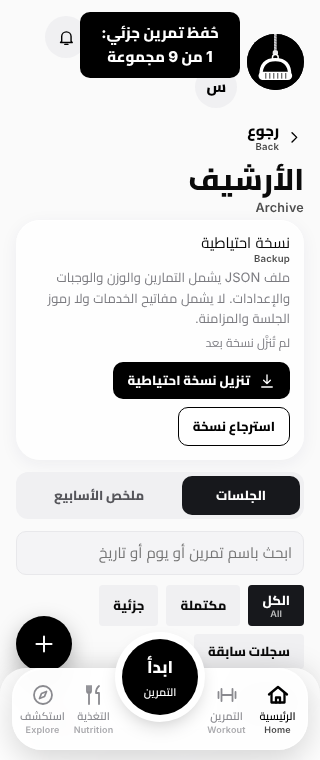 حُفظ تمرين جزئي:
1 من 9 مجموعة
س
رجوع
Back
الأرشيف
Archive
نسخة احتياطية
Backup
ملف JSON يشمل التمارين والوزن والوجبات
والإعدادات. لا يشمل مفاتيح الخدمات ولا رموز
الجلسة والمزامنة.
لم تُنزَّل نسخة بعد
تنزيل نسخة احتياطية
استرجاع نسخة
الجلسات
ملخص الأسابيع
ابحث باسم تمرين أو يوم أو تاريخ
الكل
All
مكتملة
جزئية
سجلات سابقة
ابدأ
التمرين
الرئيسية
Home
التمرين
Workout
التغذية
Nutrition
استكشف
Explore